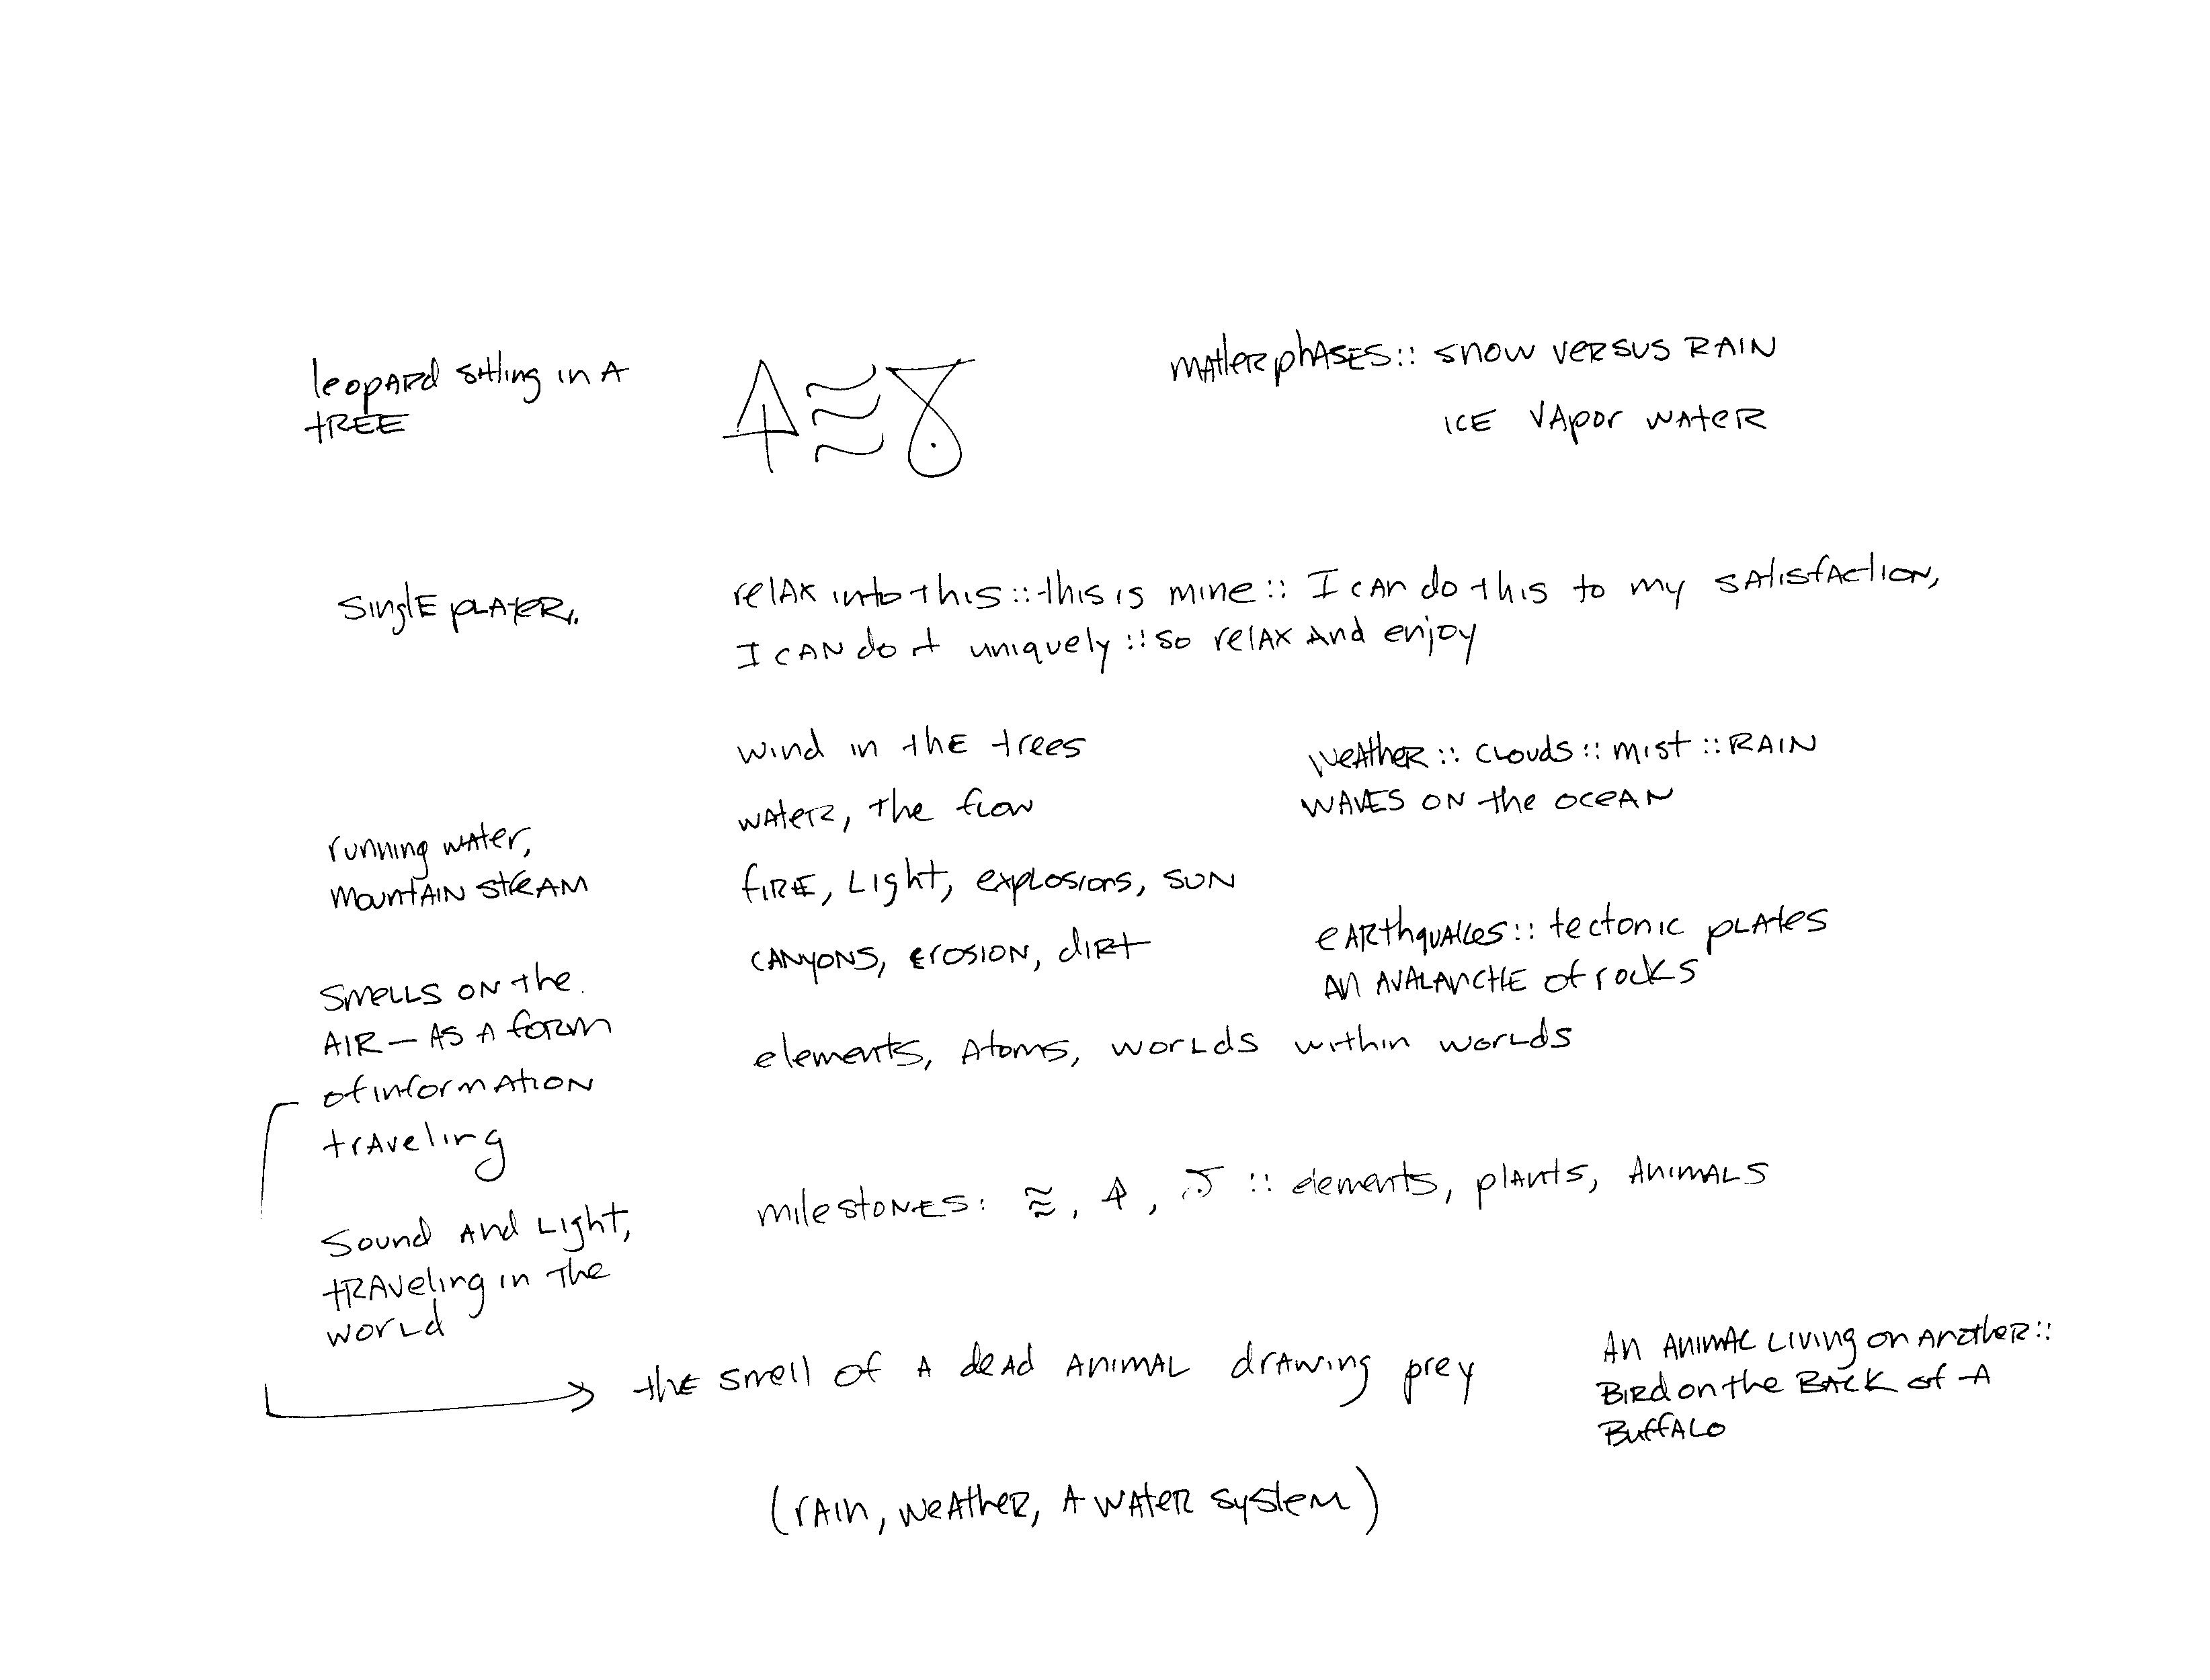 leopard sitting in a
tree
matter phases :: snow versus rain
ice vapor water
single player.
relax into this :: this is mine :: I can do this to my satisfaction,
I can do it uniquely :: so relax and enjoy
wind in the trees
water, the flow
fire, light, explosions, sun
canyons, erosion, dirt
elements, atoms, worlds within worlds
weather :: clouds :: mist :: rain
waves on the ocean
earthquakes :: tectonic plates
an avalanche of rocks
running water,
mountain steam
smells on the
air — as a form
of information
traveling
sound and light,
traveling in the
world
milestones: ≈, , :: elements, plants, animals
→ the smell of a dead animal drawing prey
An animal living on another ::
Bird on the back of a
Buffalo
(rain, weather, a water system)